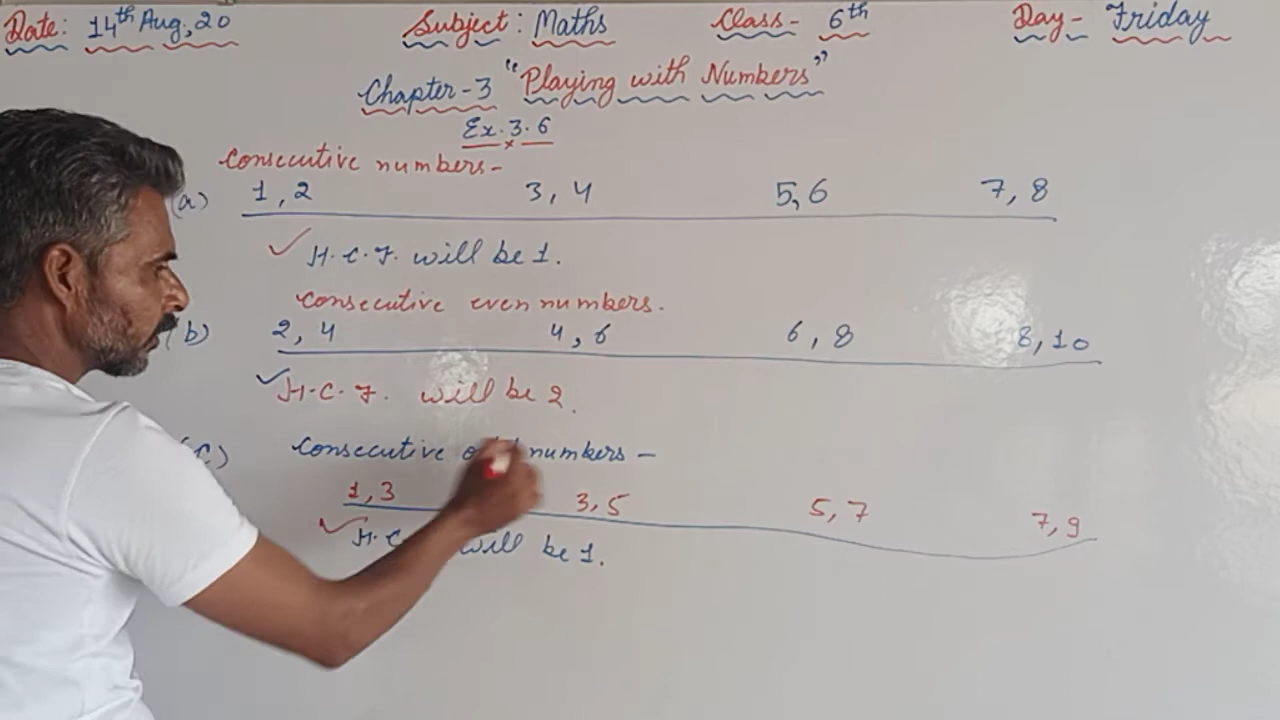 Date: 14th Aug, 20 Subject: Maths Class- 6th Day- Friday
Chapter-3 "Playing with Numbers"
Ex. 3.6
Consecutive numbers-
(a) 1, 2 3, 4 5, 6 7, 8
✓ H.C.F. will be 1.
Consecutive even numbers.
(b) 2, 4 4, 6 6, 8 8, 10
✓ H.C.F. will be 2.
(c) Consecutive numbers -
1, 3 3, 5 5, 7 7, 9
✓ H.C will be 1.